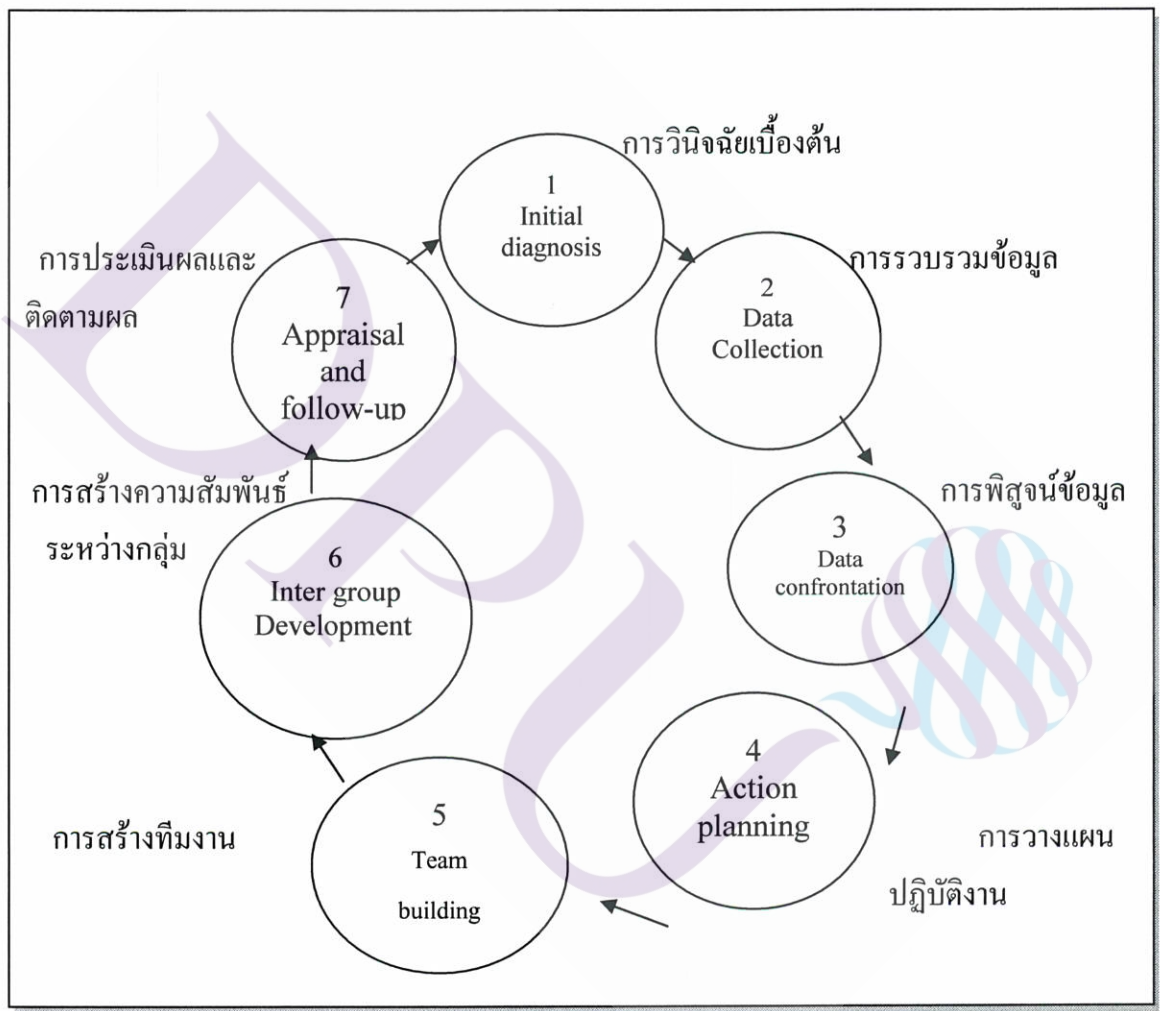 การวินิจฉัยเบื้องต้น
1
Initial
diagnosis
การรวบรวมข้อมูล
2
Data
Collection
การพิสูจน์ข้อมูล
3
Data
confrontation
4
Action
planning
การวางแผน
ปฏิบัติงาน
5
Team
building
การสร้างทีมงาน
6
Inter group
Development
การสร้างความสัมพันธ์
ระหว่างกลุ่ม
7
Appraisal
and
follow-up
การประเมินผลและ
ติดตามผล
DPU